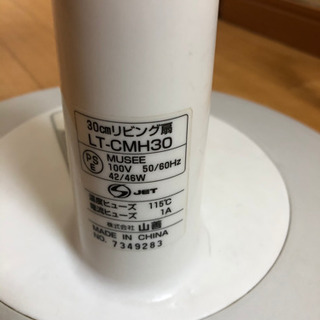 30cmリビング扇
LT-CMH30
PSE
MUSEE
100V 50/60Hz
42/46W
JET
温度ヒューズ 115℃
電流ヒューズ 1A
株式会社 山善
MADE IN CHINA
NO. 7349283